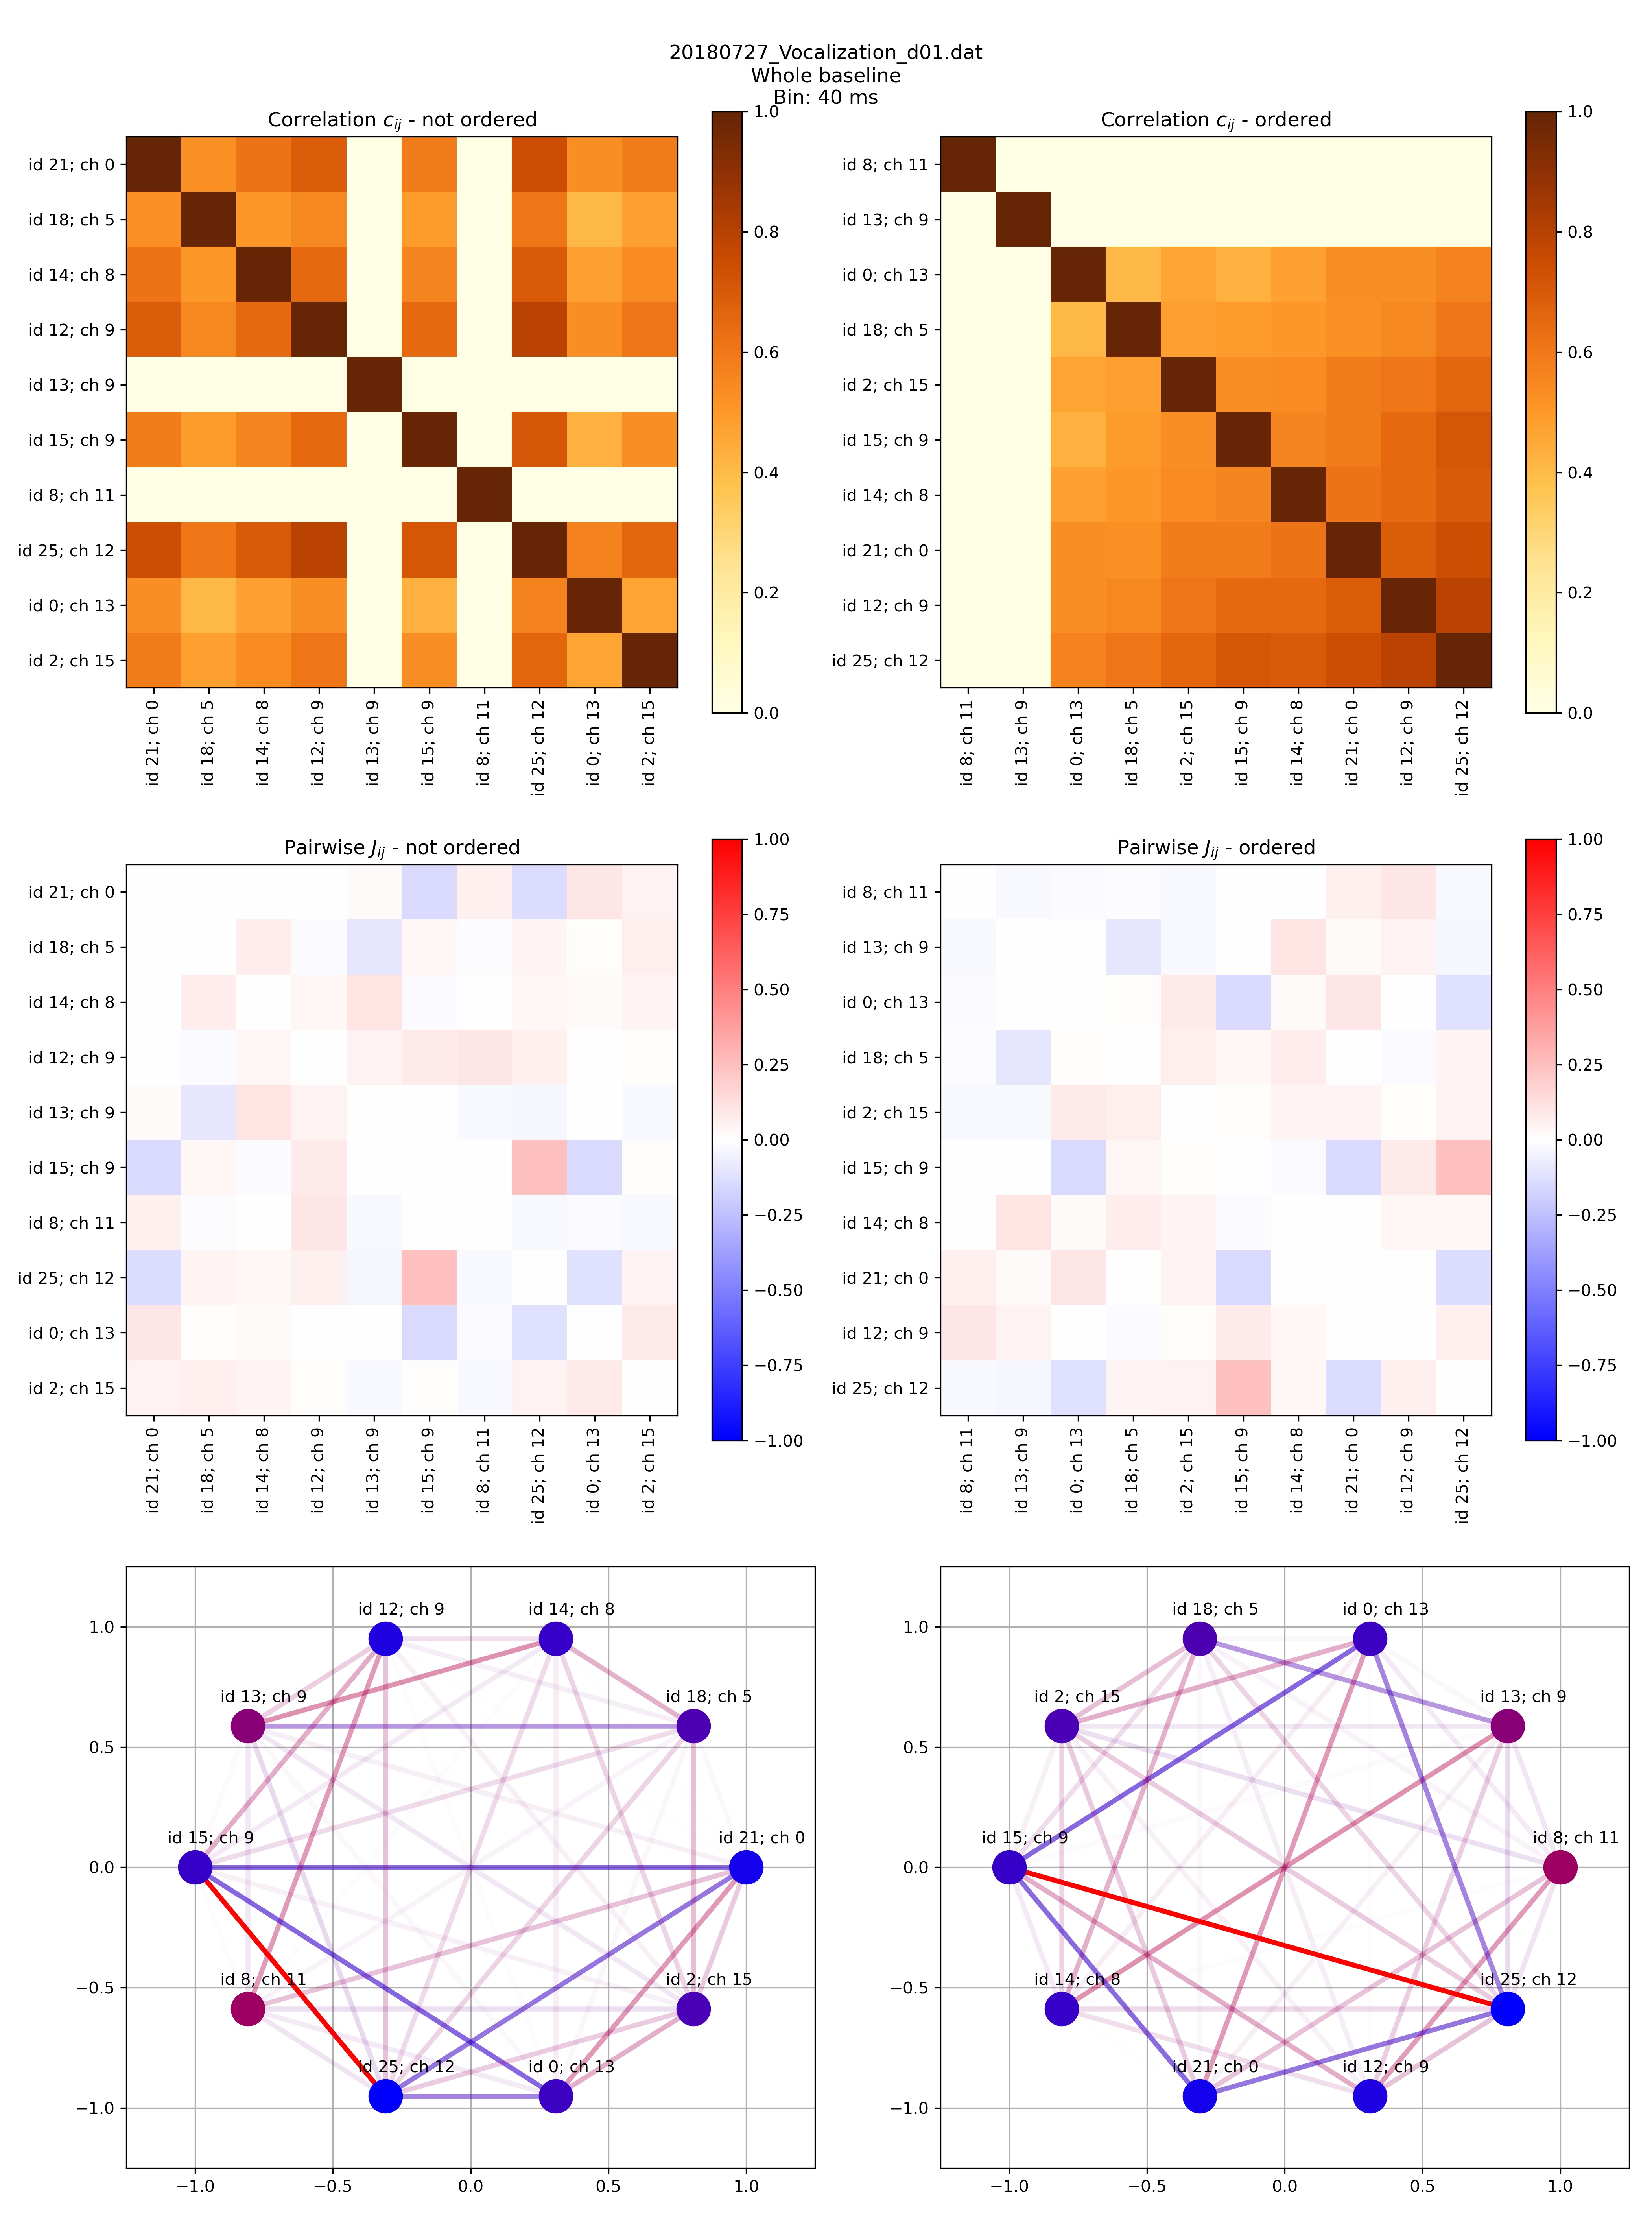 20180727_Vocalization_d01.dat
Whole baseline
Bin: 40 ms
Correlation cij - not ordered
id 21; ch 0
id 18; ch 5
id 14; ch 8
id 12; ch 9
id 13; ch 9
id 15; ch 9
id 8; ch 11
id 25; ch 12
id 0; ch 13
id 2; ch 15
id 21; ch 0
id 18; ch 5
id 14; ch 8
id 12; ch 9
id 13; ch 9
id 15; ch 9
id 8; ch 11
id 25; ch 12
id 0; ch 13
id 2; ch 15
1.0
0.8
0.6
0.4
0.2
0.0
Correlation cij - ordered
id 8; ch 11
id 13; ch 9
id 0; ch 13
id 18; ch 5
id 2; ch 15
id 15; ch 9
id 14; ch 8
id 21; ch 0
id 12; ch 9
id 25; ch 12
id 8; ch 11
id 13; ch 9
id 0; ch 13
id 18; ch 5
id 2; ch 15
id 15; ch 9
id 14; ch 8
id 21; ch 0
id 12; ch 9
id 25; ch 12
1.0
0.8
0.6
0.4
0.2
0.0
Pairwise Jij - not ordered
id 21; ch 0
id 18; ch 5
id 14; ch 8
id 12; ch 9
id 13; ch 9
id 15; ch 9
id 8; ch 11
id 25; ch 12
id 0; ch 13
id 2; ch 15
id 21; ch 0
id 18; ch 5
id 14; ch 8
id 12; ch 9
id 13; ch 9
id 15; ch 9
id 8; ch 11
id 25; ch 12
id 0; ch 13
id 2; ch 15
1.00
0.75
0.50
0.25
0.00
−0.25
−0.50
−0.75
−1.00
Pairwise Jij - ordered
id 8; ch 11
id 13; ch 9
id 0; ch 13
id 18; ch 5
id 2; ch 15
id 15; ch 9
id 14; ch 8
id 21; ch 0
id 12; ch 9
id 25; ch 12
id 8; ch 11
id 13; ch 9
id 0; ch 13
id 18; ch 5
id 2; ch 15
id 15; ch 9
id 14; ch 8
id 21; ch 0
id 12; ch 9
id 25; ch 12
1.00
0.75
0.50
0.25
0.00
−0.25
−0.50
−0.75
−1.00
1.0
0.5
0.0
−0.5
−1.0
id 12; ch 9
id 14; ch 8
id 13; ch 9
id 18; ch 5
id 15; ch 9
id 21; ch 0
id 8; ch 11
id 2; ch 15
id 25; ch 12
id 0; ch 13
−1.0
−0.5
0.0
0.5
1.0
1.0
0.5
0.0
−0.5
−1.0
id 18; ch 5
id 0; ch 13
id 2; ch 15
id 13; ch 9
id 15; ch 9
id 8; ch 11
id 14; ch 8
id 25; ch 12
id 21; ch 0
id 12; ch 9
−1.0
−0.5
0.0
0.5
1.0